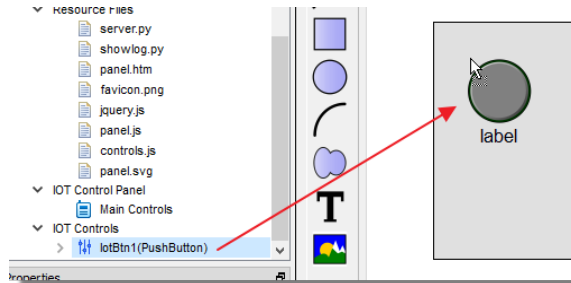 Resource Files
server.py
showlog.py
panel.htm
favicon.png
jquery.js
panel.js
controls.js
panel.svg
IOT Control Panel
Main Controls
IOT Controls
IotBtn1(PushButton)
Properties
T
label